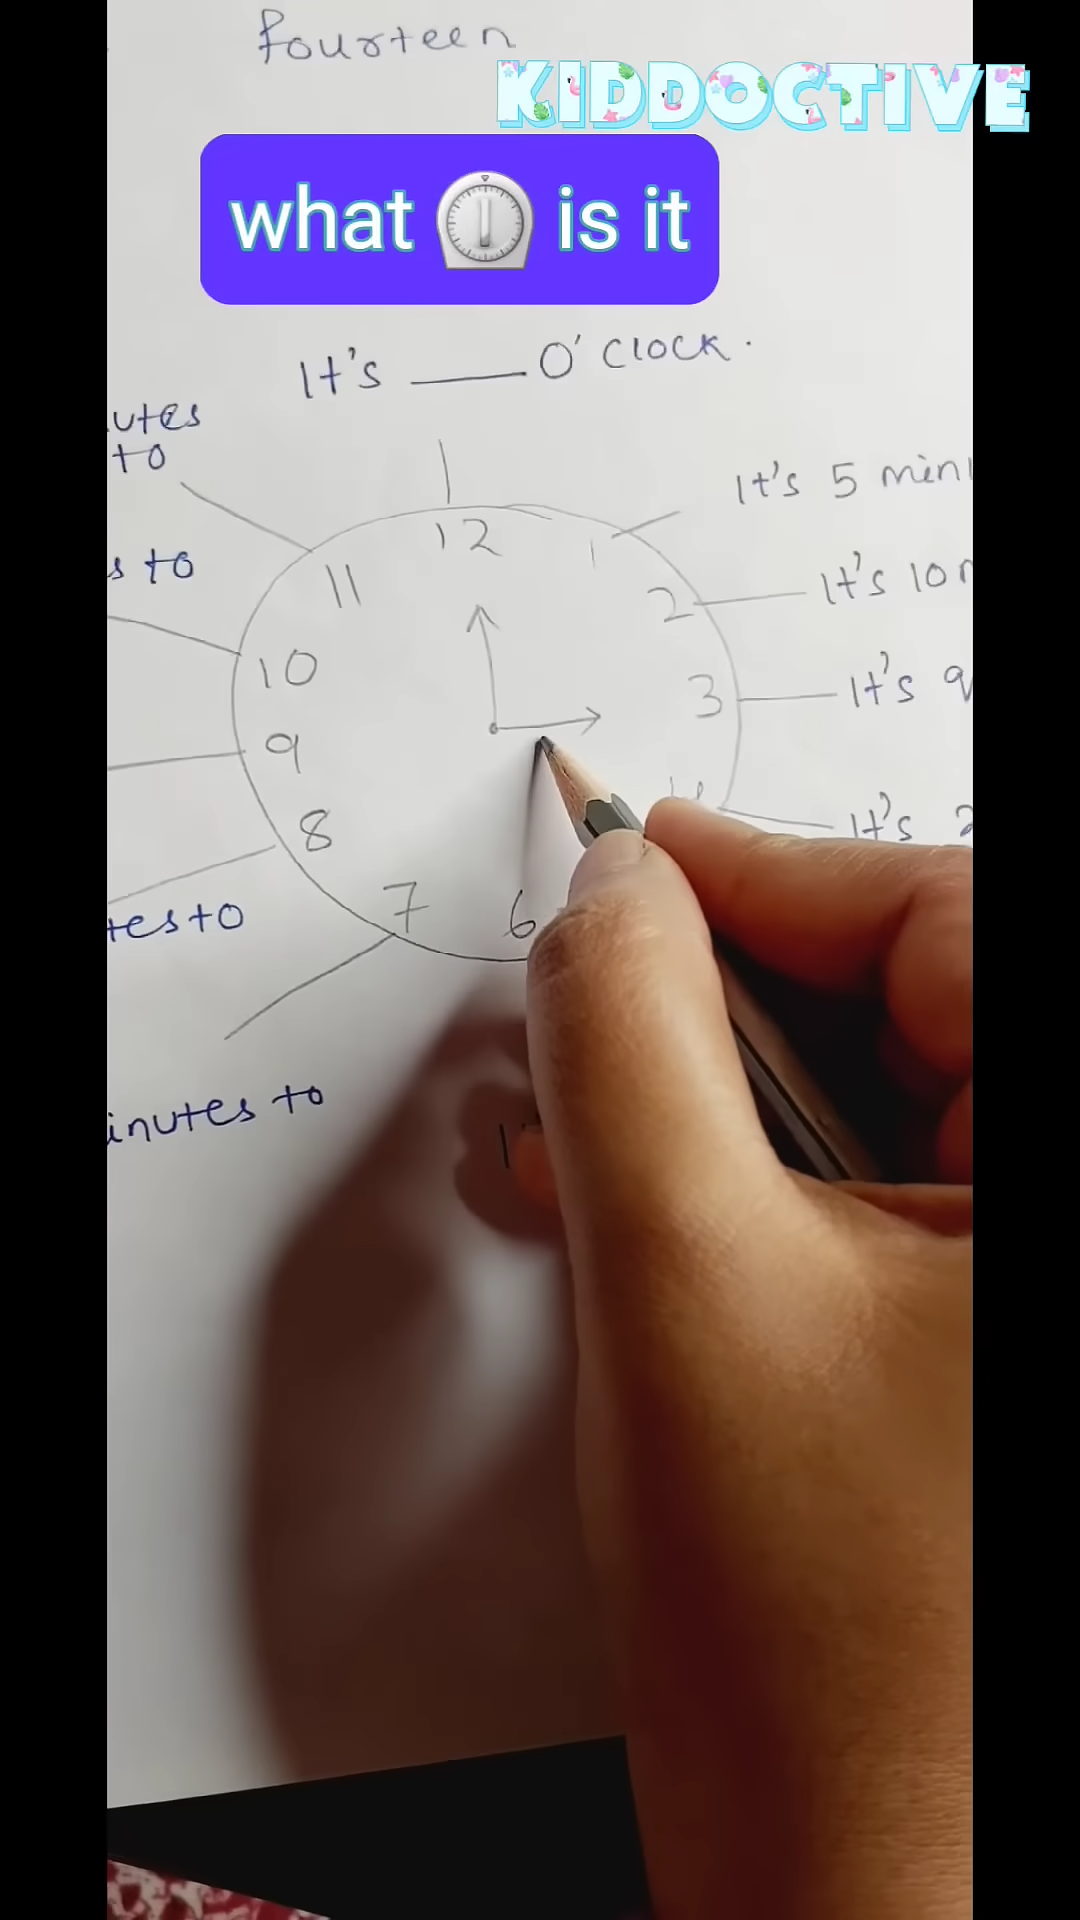 fourteen
KIDDOCTIVE
what is it
It's ____ O'Clock.
utes
to
It's 5 min
s to
It's 10
12
11
1
2
10
3
It's
9
It's
8
7
6
tes to
inutes to